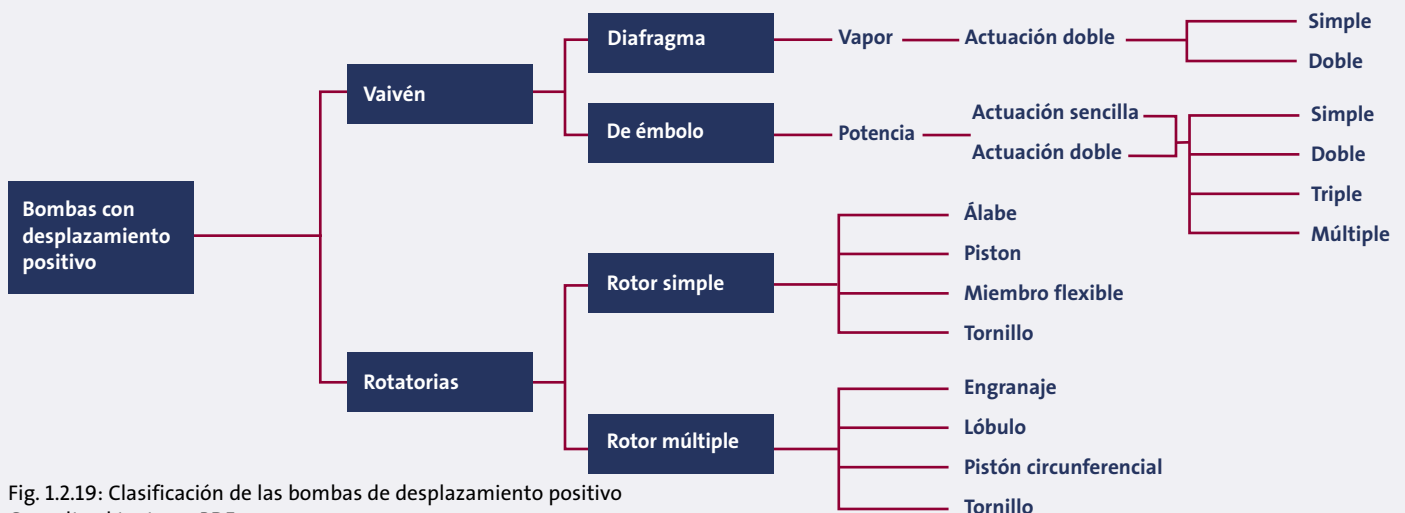 Bombas con
desplazamiento
positivo
Vaivén
Rotatorias
Diafragma
De émbolo
Rotor simple
Rotor múltiple
Vapor
Actuación doble
Simple
Doble
Potencia
Actuación sencilla
Actuación doble
Simple
Doble
Triple
Múltiple
Álabe
Piston
Miembro flexible
Tornillo
Engranaje
Lóbulo
Pistón circunferencial
Tornillo
Fig. 1.2.19: Clasificación de las bombas de desplazamiento positivo